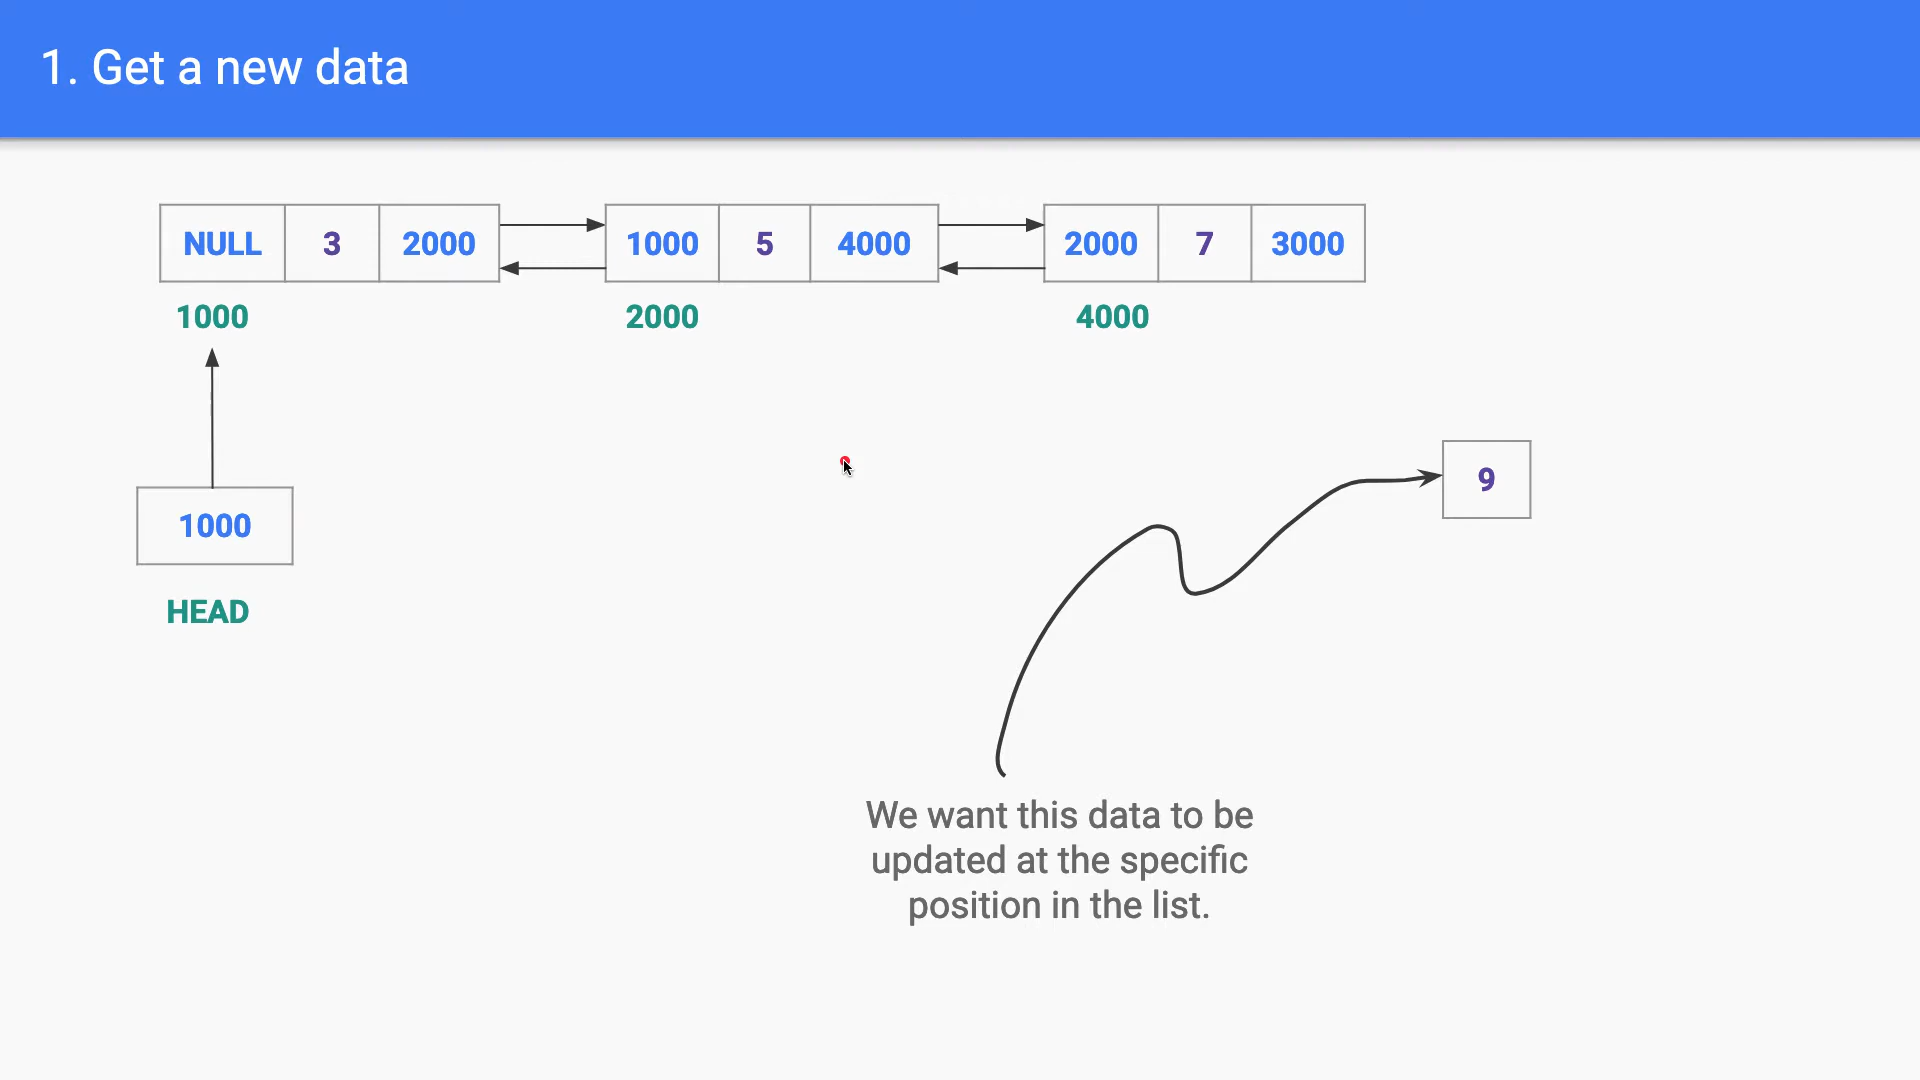 1. Get a new data
NULL 3 2000 1000 5 4000 2000 7 3000
1000 2000 4000
9
1000
HEAD
We want this data to be
updated at the specific
position in the list.